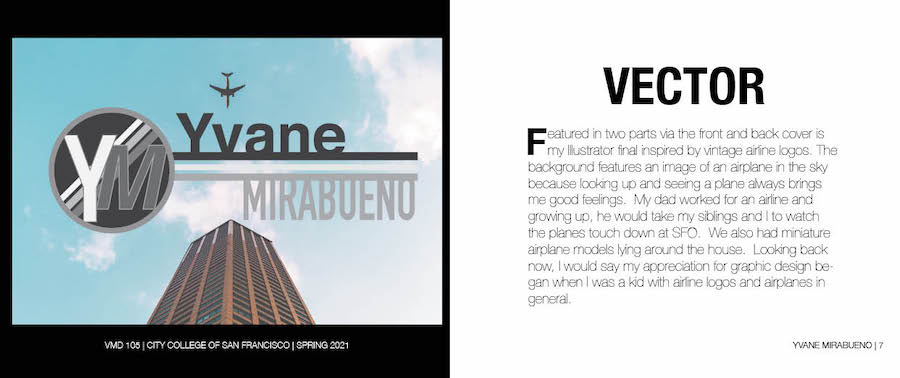 YM
Yvane
MIRABUENO
VMD 105 | CITY COLLEGE OF SAN FRANCISCO | SPRING 2021
VECTOR
Featured in two parts via the front and back cover is
my Illustrator final inspired by vintage airline logos. The
background features an image of an airplane in the sky
because looking up and seeing a plane always brings
me good feelings.  My dad worked for an airline and
growing up, he would take my siblings and I to watch
the planes touch down at SFO.  We also had miniature
airplane models lying around the house.  Looking back
now, I would say my appreciation for graphic design be-
gan when I was a kid with airline logos and airplanes in
general.
YVANE MIRABUENO | 7